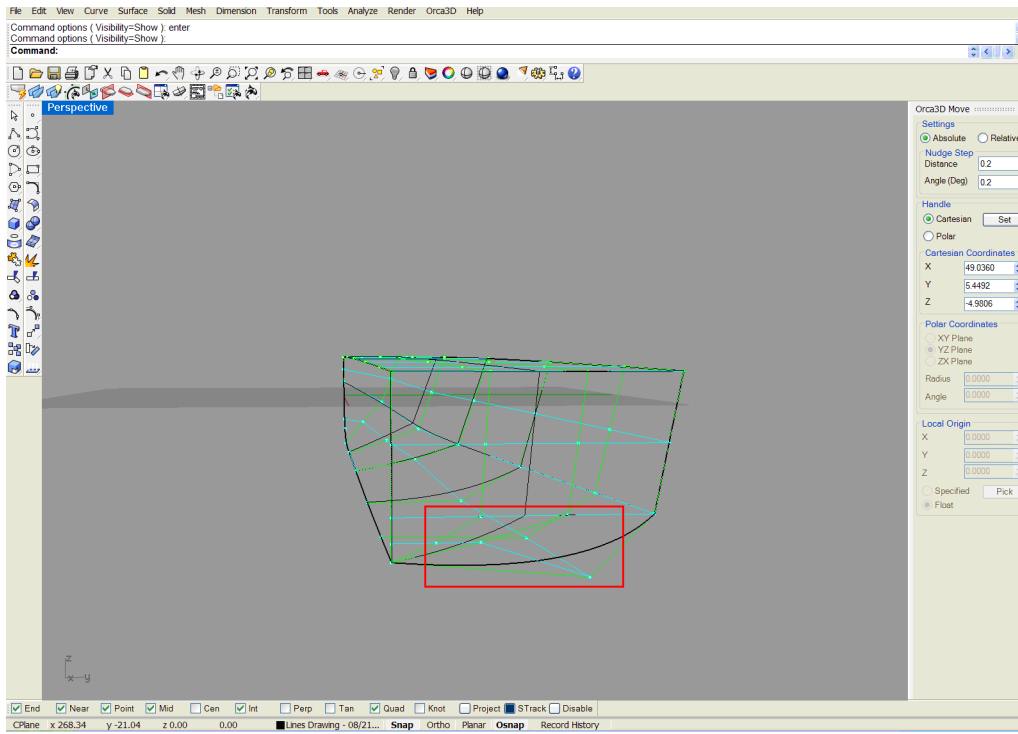 File Edit View Curve Surface Solid Mesh Dimension Transform Tools Analyze Render Orca3D Help
Command options ( Visibility=Show ): enter
Command options ( Visibility=Show ):
Command:
Perspective
Orca3D Move
Settings
Absolute Relative
Nudge Step
Distance 0.2
Angle (Deg) 0.2
Handle
Cartesian Set
Polar
Cartesian Coordinates
X 49.0360
Y 5.4492
Z -4.9806
Polar Coordinates
XY Plane
YZ Plane
ZX Plane
Radius 0.0000
Angle 0.0000
Local Origin
X 0.0000
Y 0.0000
Z 0.0000
Specified Pick
Float
z
x y
End Near Point Mid Cen Int Perp Tan Quad Knot Project STrack Disable
CPlane x 268.34 y -21.04 z 0.00 0.00 Lines Drawing - 08/21... Snap Ortho Planar Osnap Record History